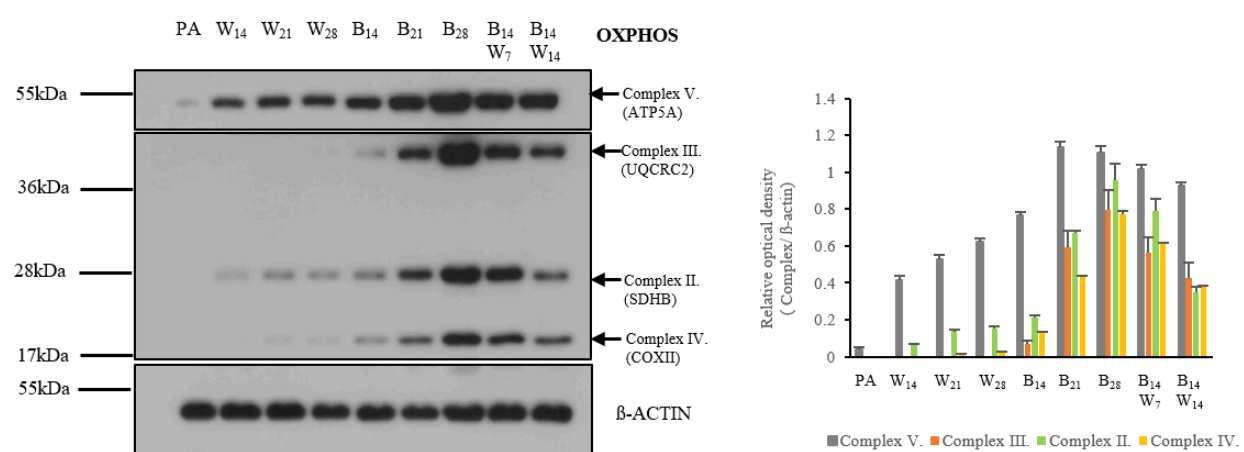 PA W₁₄ W₂₁ W₂₈ B₁₄ B₂₁ B₂₈ B₁₄ B₁₄ OXPHOS
W₇ W₁₄
55kDa
Complex V.
(ATP5A)
Complex III.
(UQCRC2)
36kDa
28kDa
Complex II.
(SDHB)
Complex IV.
(COXII)
17kDa
55kDa
ß-ACTIN
Relative optical density
( Complex/ ß-actin)
1.4
1.2
1
0.8
0.6
0.4
0.2
0
PA W₁₄ W₂₁ W₂₈ B₁₄ B₂₁ B₂₈ B₁₄ B₁₄
W₇ W₁₄
Complex V. Complex III. Complex II. Complex IV.